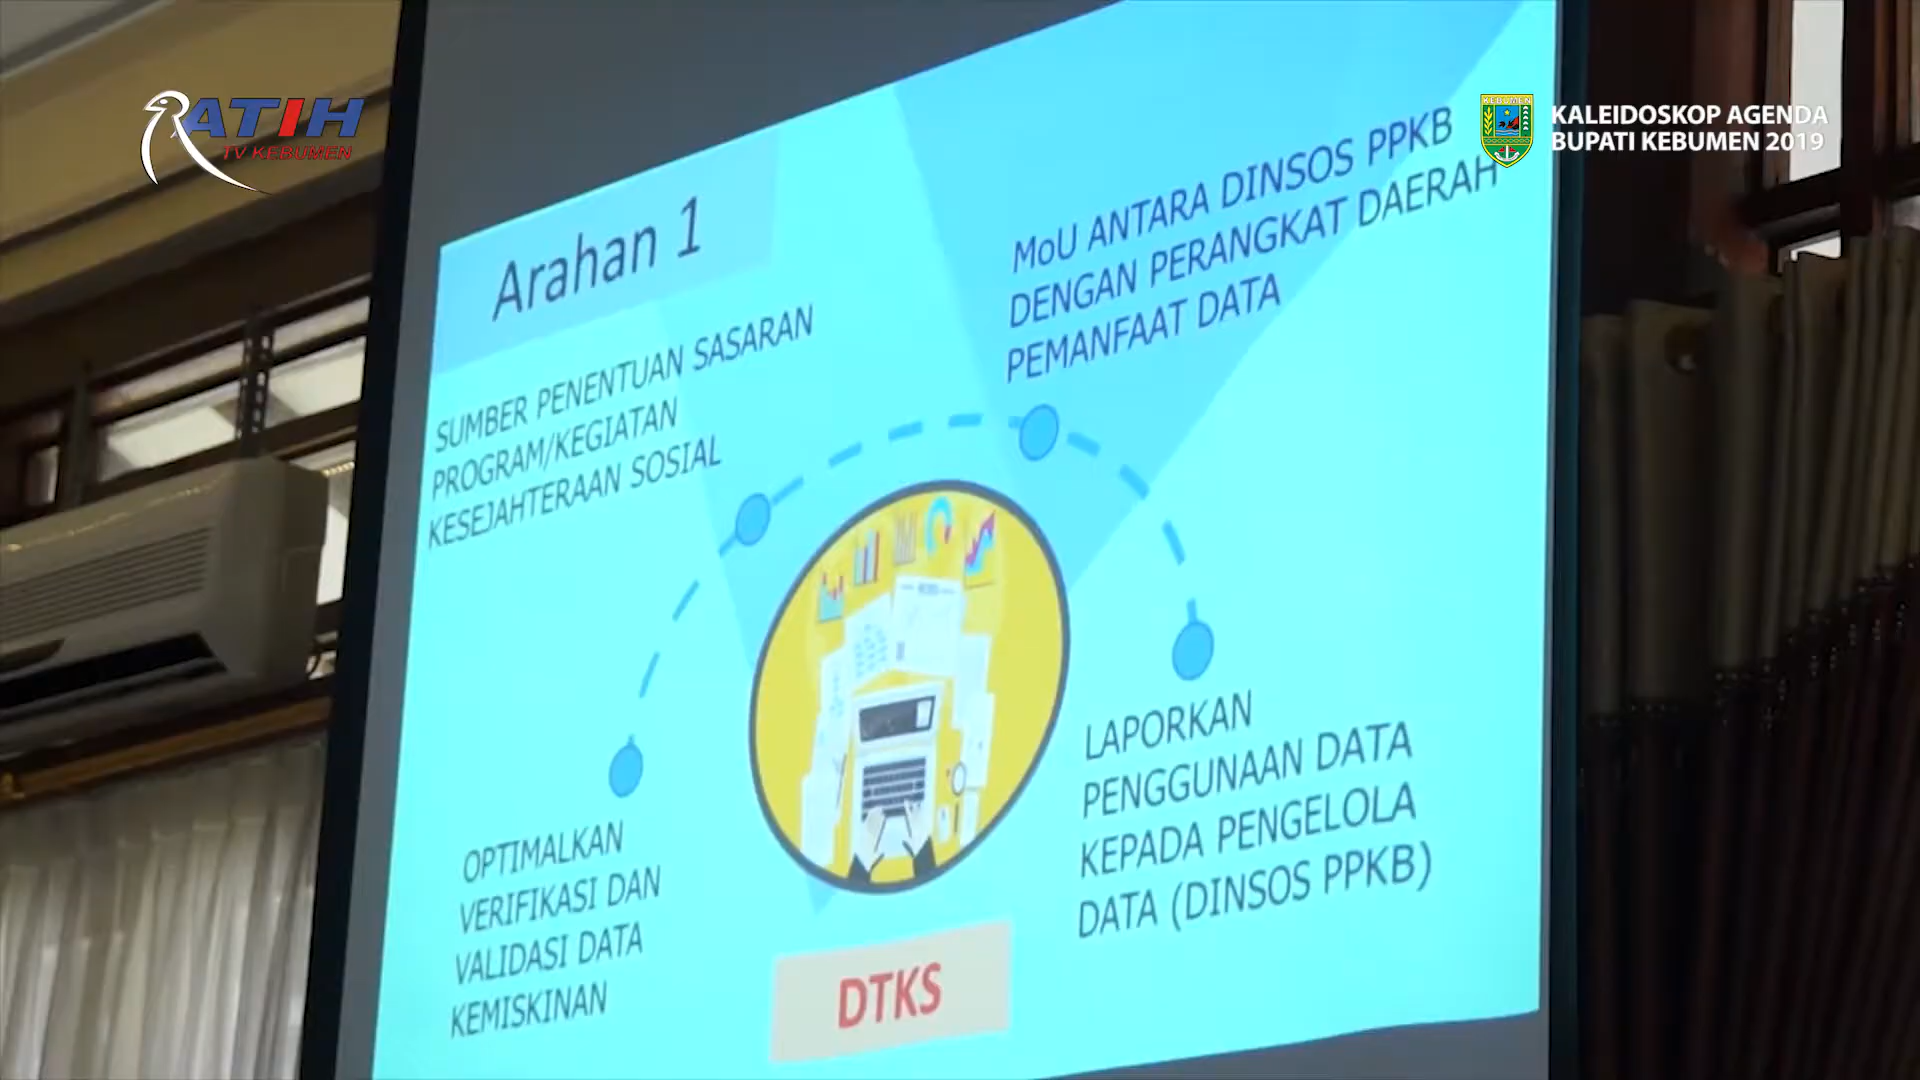 RATIH
TV KEBUMEN
KEBUMEN
KALEIDOSKOP AGENDA
BUPATI KEBUMEN 2019
Arahan 1
SUMBER PENENTUAN SASARAN
PROGRAM/KEGIATAN
KESEJAHTERAAN SOSIAL
MoU ANTARA DINSOS PPKB
DENGAN PERANGKAT DAERAH
PEMANFAAT DATA
OPTIMALKAN
VERIFIKASI DAN
VALIDASI DATA
KEMISKINAN
LAPORKAN
PENGGUNAAN DATA
KEPADA PENGELOLA
DATA (DINSOS PPKB)
DTKS